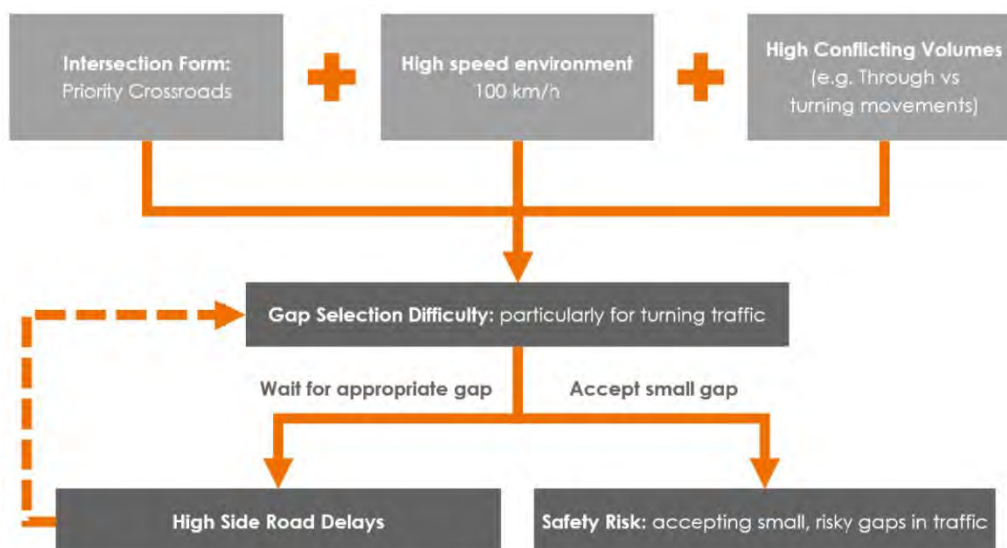 Intersection Form:
Priority Crossroads
High speed environment
100 km/h
High Conflicting Volumes
(e.g. Through vs
turning movements)
Gap Selection Difficulty: particularly for turning traffic
Wait for appropriate gap
Accept small gap
High Side Road Delays
Safety Risk: accepting small, risky gaps in traffic